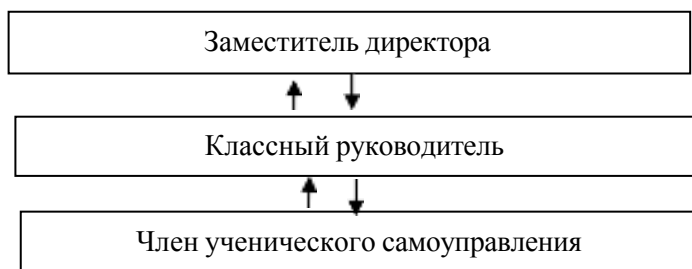 Заместитель директора
Классный руководитель
Член ученического самоуправления